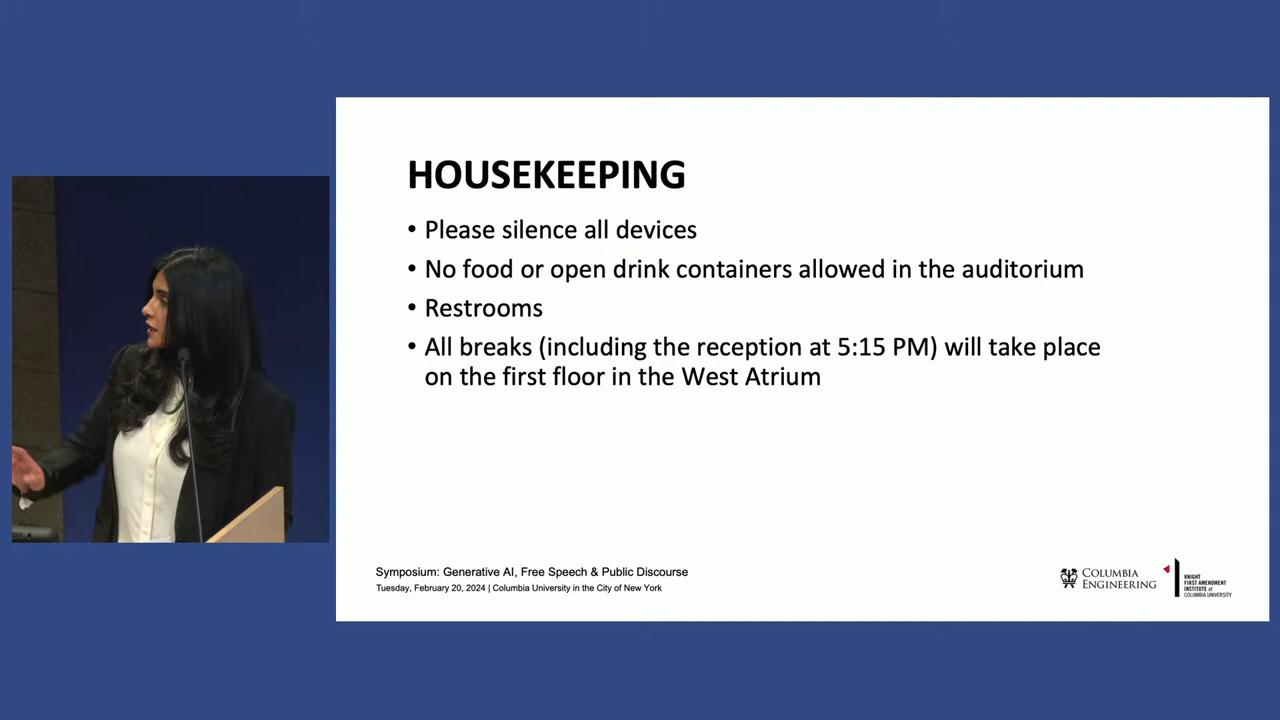 HOUSEKEEPING
• Please silence all devices
• No food or open drink containers allowed in the auditorium
• Restrooms
• All breaks (including the reception at 5:15 PM) will take place
on the first floor in the West Atrium
Symposium: Generative AI, Free Speech & Public Discourse
Tuesday, February 20, 2024 | Columbia University in the City of New York
COLUMBIA
ENGINEERING
KNIGHT
FIRST AMENDMENT
INSTITUTE at
COLUMBIA UNIVERSITY